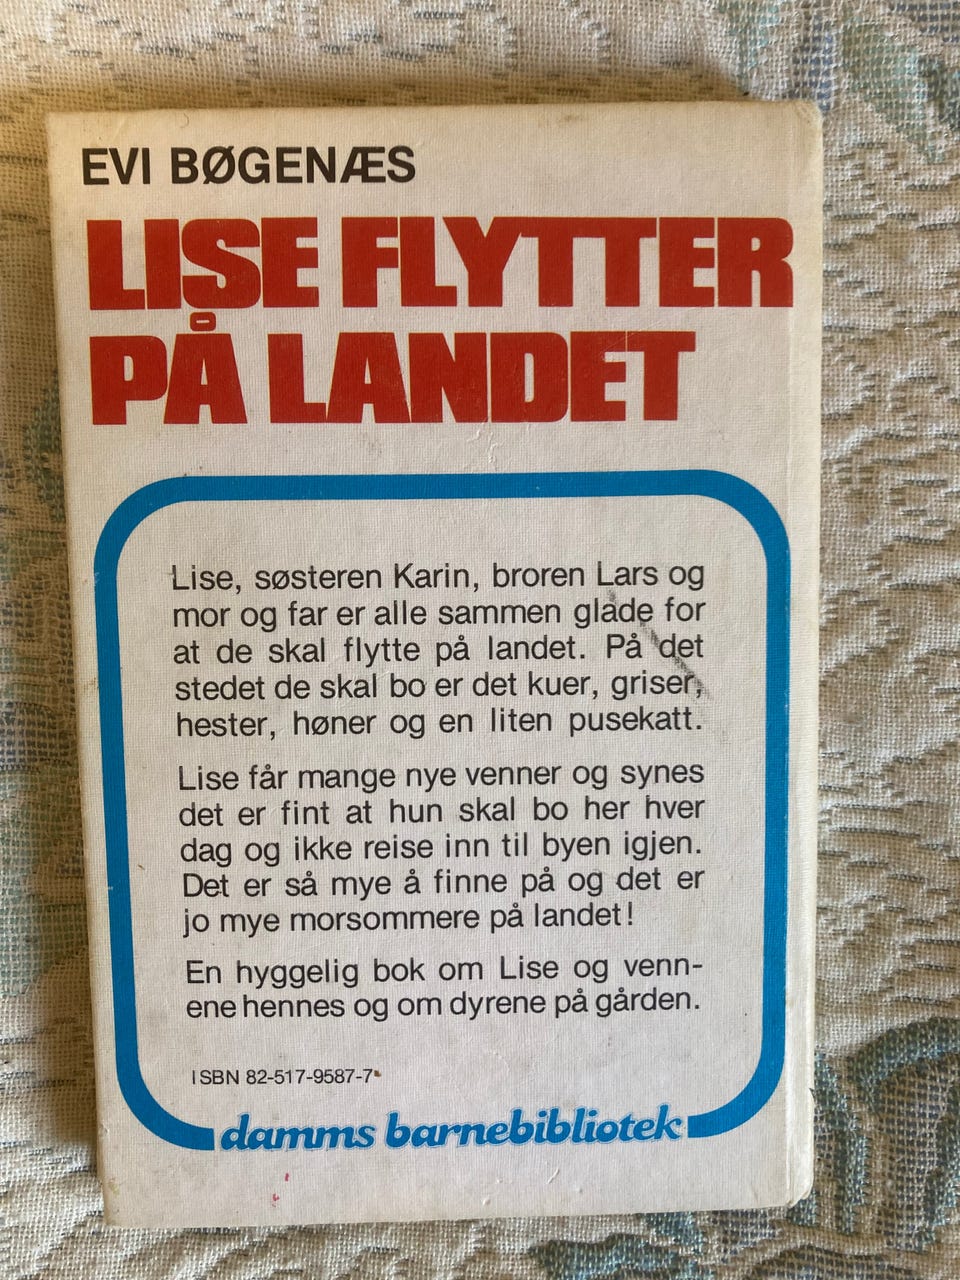 EVI BØGENÆS
LISE FLYTTER
PÅ LANDET
Lise, søsteren Karin, broren Lars og
mor og far er alle sammen glade for
at de skal flytte på landet. På det
stedet de skal bo er det kuer, griser,
hester, høner og en liten pusekatt.
Lise får mange nye venner og synes
det er fint at hun skal bo her hver
dag og ikke reise inn til byen igjen.
Det er så mye å finne på og det er
jo mye morsommere på landet!
En hyggelig bok om Lise og venn-
ene hennes og om dyrene på gården.
ISBN 82-517-9587-7
damms barnebibliotek